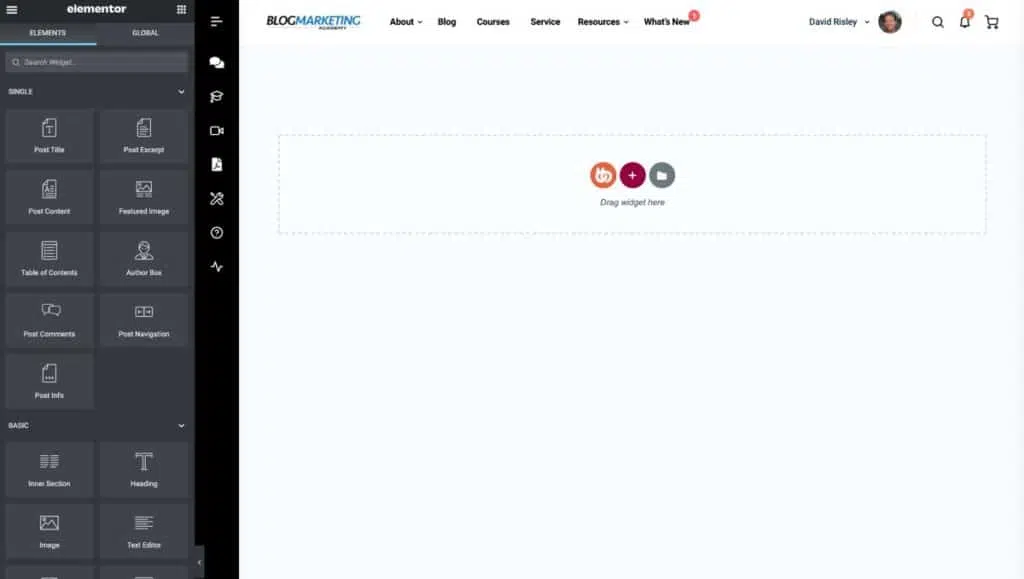 elementor
ELEMENTS
GLOBAL
Search Widget...
SINGLE
Post Title
Post Excerpt
Post Content
Featured Image
Table of Contents
Author Box
Post Comments
Post Navigation
Post Info
BASIC
Inner Section
Heading
Image
Text Editor
BLOGMARKETING
ACADEMY
About
Blog
Courses
Service
Resources
What's New
David Risley
Drag widget here